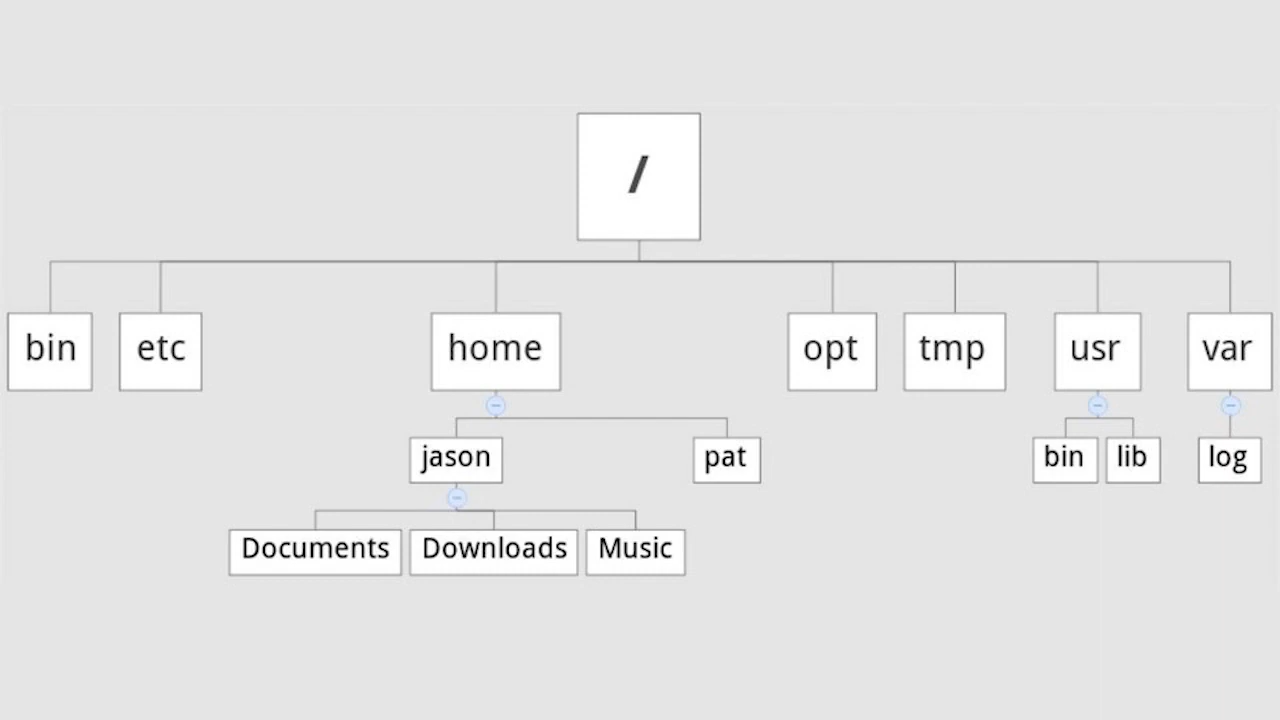 /
bin etc home opt tmp usr var
jason pat bin lib log
Documents Downloads Music